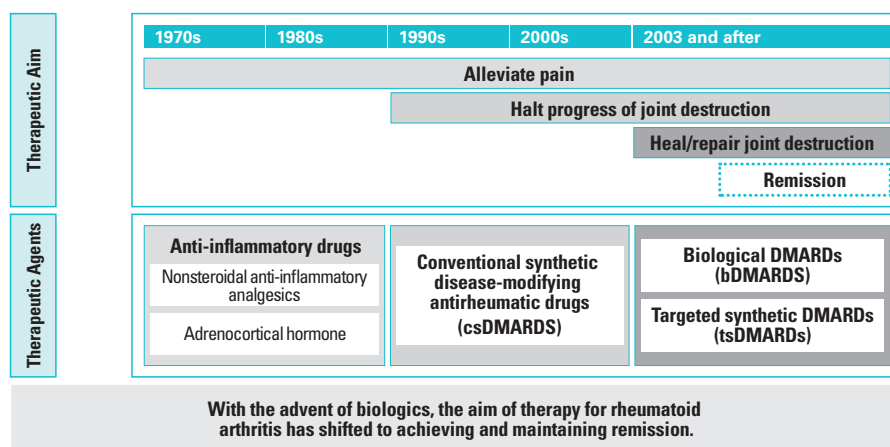 Therapeutic Aim
1970s 1980s 1990s 2000s 2003 and after
Alleviate pain
Halt progress of joint destruction
Heal/repair joint destruction
Remission
Therapeutic Agents
Anti-inflammatory drugs
Nonsteroidal anti-inflammatory
analgesics
Adrenocortical hormone
Conventional synthetic
disease-modifying
antirheumatic drugs
(csDMARDS)
Biological DMARDs
(bDMARDS)
Targeted synthetic DMARDs
(tsDMARDs)
With the advent of biologics, the aim of therapy for rheumatoid
arthritis has shifted to achieving and maintaining remission.